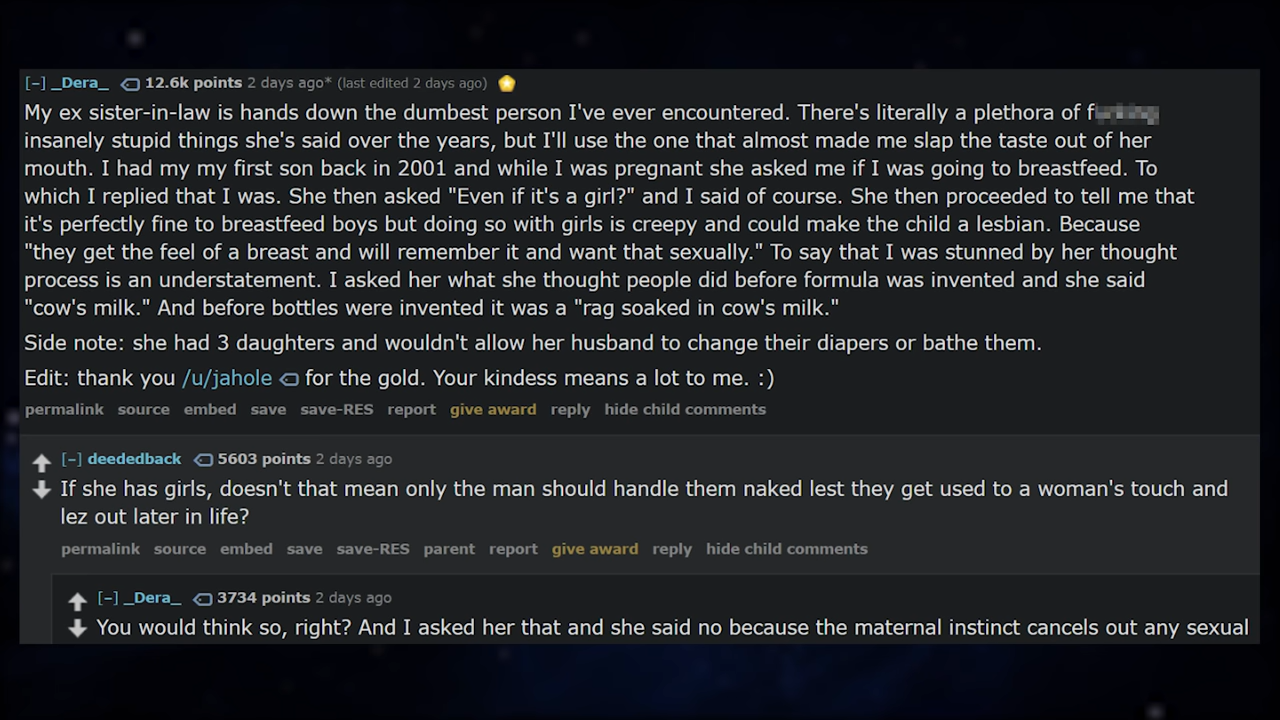 [–] _Dera_ 12.6k points 2 days ago* (last edited 2 days ago)
My ex sister-in-law is hands down the dumbest person I've ever encountered. There's literally a plethora of
insanely stupid things she's said over the years, but I'll use the one that almost made me slap the taste out of her
mouth. I had my my first son back in 2001 and while I was pregnant she asked me if I was going to breastfeed. To
which I replied that I was. She then asked "Even if it's a girl?" and I said of course. She then proceeded to tell me that
it's perfectly fine to breastfeed boys but doing so with girls is creepy and could make the child a lesbian. Because
"they get the feel of a breast and will remember it and want that sexually." To say that I was stunned by her thought
process is an understatement. I asked her what she thought people did before formula was invented and she said
"cow's milk." And before bottles were invented it was a "rag soaked in cow's milk."
Side note: she had 3 daughters and wouldn't allow her husband to change their diapers or bathe them.
Edit: thank you /u/jahole for the gold. Your kindess means a lot to me. :)
permalink source embed save save-RES report give award reply hide child comments
[–] deededback 5603 points 2 days ago
If she has girls, doesn't that mean only the man should handle them naked lest they get used to a woman's touch and
lez out later in life?
permalink source embed save save-RES parent report give award reply hide child comments
[–] _Dera_ 3734 points 2 days ago
You would think so, right? And I asked her that and she said no because the maternal instinct cancels out any sexual